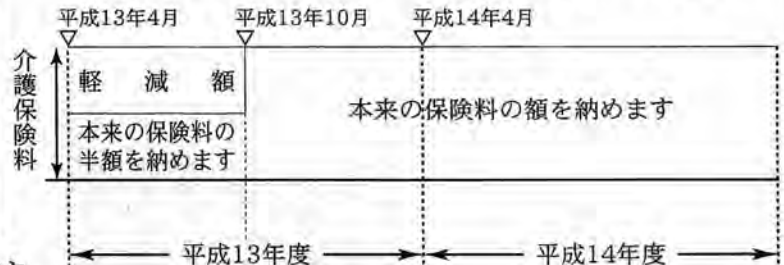 平成13年4月
平成13年10月
平成14年4月
介護保険料
軽減額
本来の保険料の
半額を納めます
本来の保険料の額を納めます
平成13年度
平成14年度